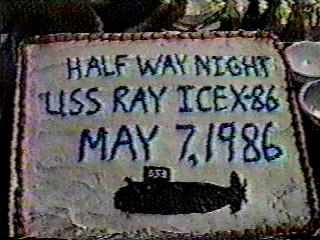 HALF WAY NIGHT
USS RAY ICEX-86
MAY 7, 1986
653